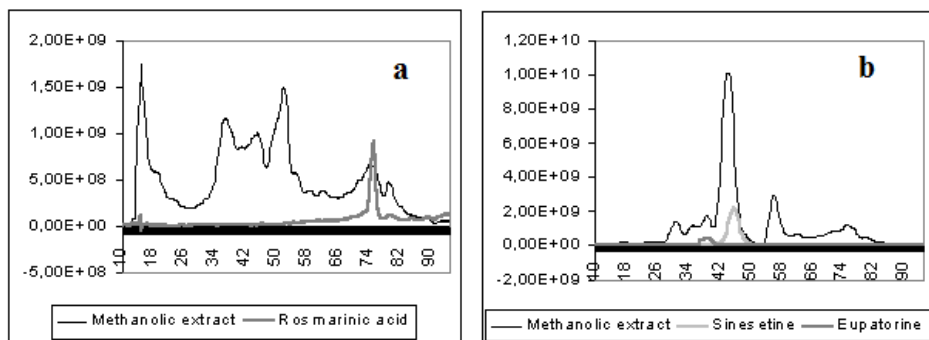 a
2,00E+09
1,50E+09
1,00E+09
5,00E+08
0,00E+00
-5,00E+08
10 18 26 34 42 50 58 66 74 82 90
Methanolic extract Rosmarinic acid
b
1,20E+10
1,00E+10
8,00E+09
6,00E+09
4,00E+09
2,00E+09
0,00E+00
-2,00E+09
10 18 26 34 42 50 58 66 74 82 90
Methanolic extract Sinesetine Eupatorine